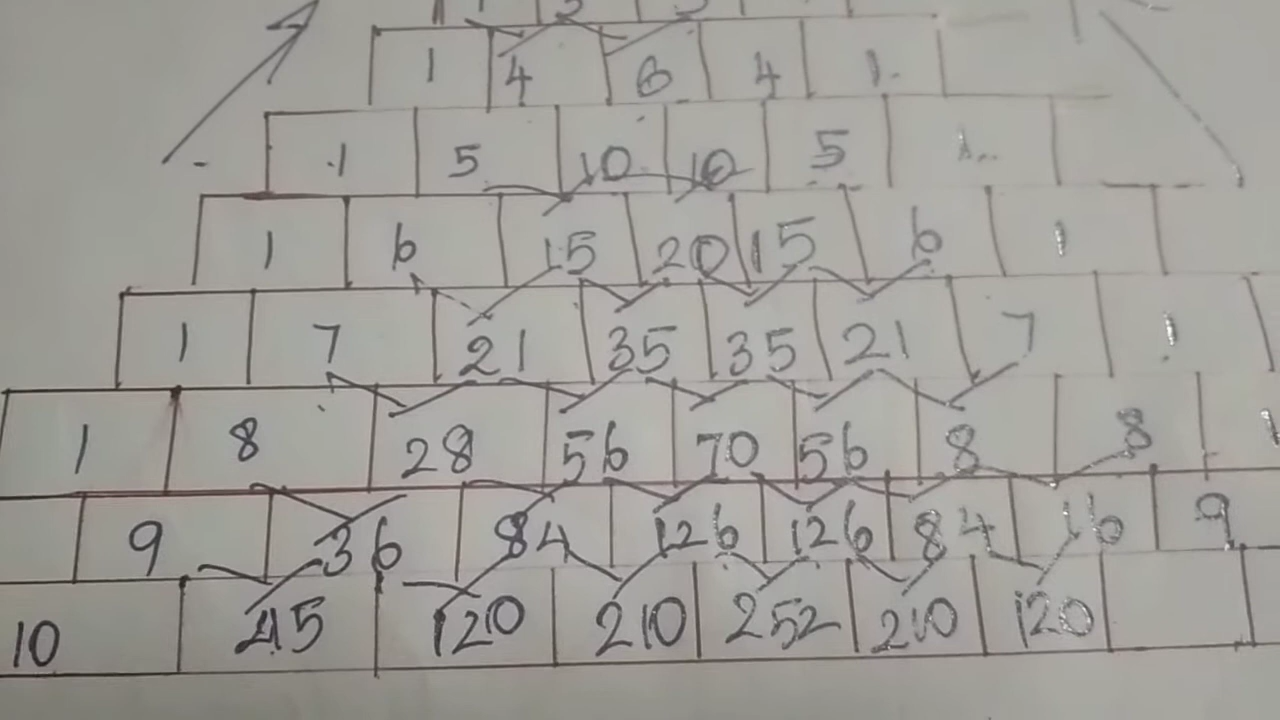 1 4 6 4 1
1 5 10 10 5 1
1 6 15 20 15 6 1
1 7 21 35 35 21 7 1
1 8 28 56 70 56 8 8 1
9 36 84 126 126 84 16 9
10 45 120 210 252 210 120